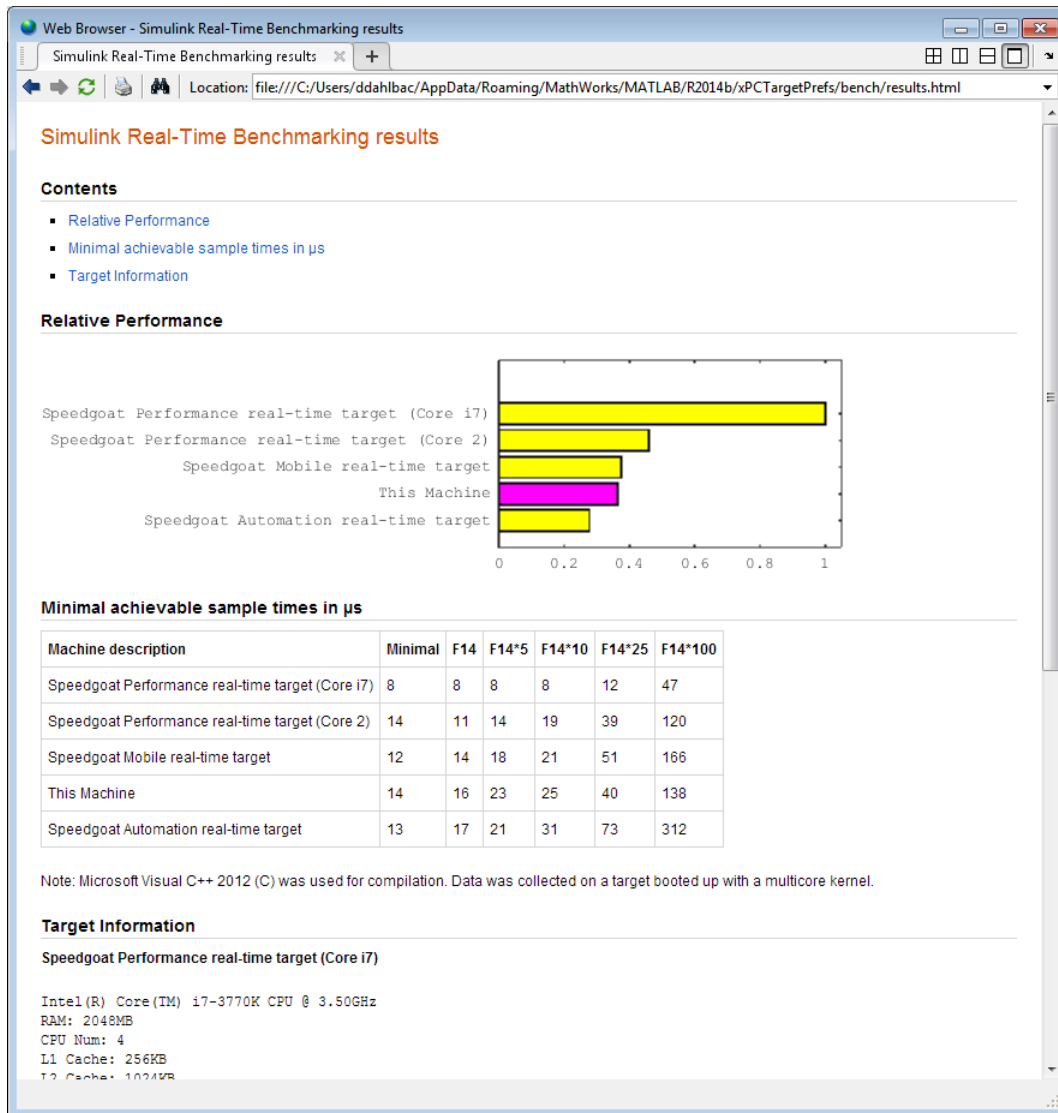 Web Browser - Simulink Real-Time Benchmarking results
Simulink Real-Time Benchmarking results
Location: file:///C:/Users/ddahlbac/AppData/Roaming/MathWorks/MATLAB/R2014b/xPCTargetPrefs/bench/results.html
Simulink Real-Time Benchmarking results
Contents
Relative Performance
Minimal achievable sample times in µs
Target Information
Relative Performance
Speedgoat Performance real-time target (Core i7)
Speedgoat Performance real-time target (Core 2)
Speedgoat Mobile real-time target
This Machine
Speedgoat Automation real-time target
0 0.2 0.4 0.6 0.8 1
Minimal achievable sample times in µs
Machine description Minimal F14 F14*5 F14*10 F14*25 F14*100
Speedgoat Performance real-time target (Core i7) 8 8 8 8 12 47
Speedgoat Performance real-time target (Core 2) 14 11 14 19 39 120
Speedgoat Mobile real-time target 12 14 18 21 51 166
This Machine 14 16 23 25 40 138
Speedgoat Automation real-time target 13 17 21 31 73 312
Note: Microsoft Visual C++ 2012 (C) was used for compilation. Data was collected on a target booted up with a multicore kernel.
Target Information
Speedgoat Performance real-time target (Core i7)
Intel(R) Core(TM) i7-3770K CPU @ 3.50GHz
RAM: 2048MB
CPU Num: 4
L1 Cache: 256KB
L2 Cache: 1024KB